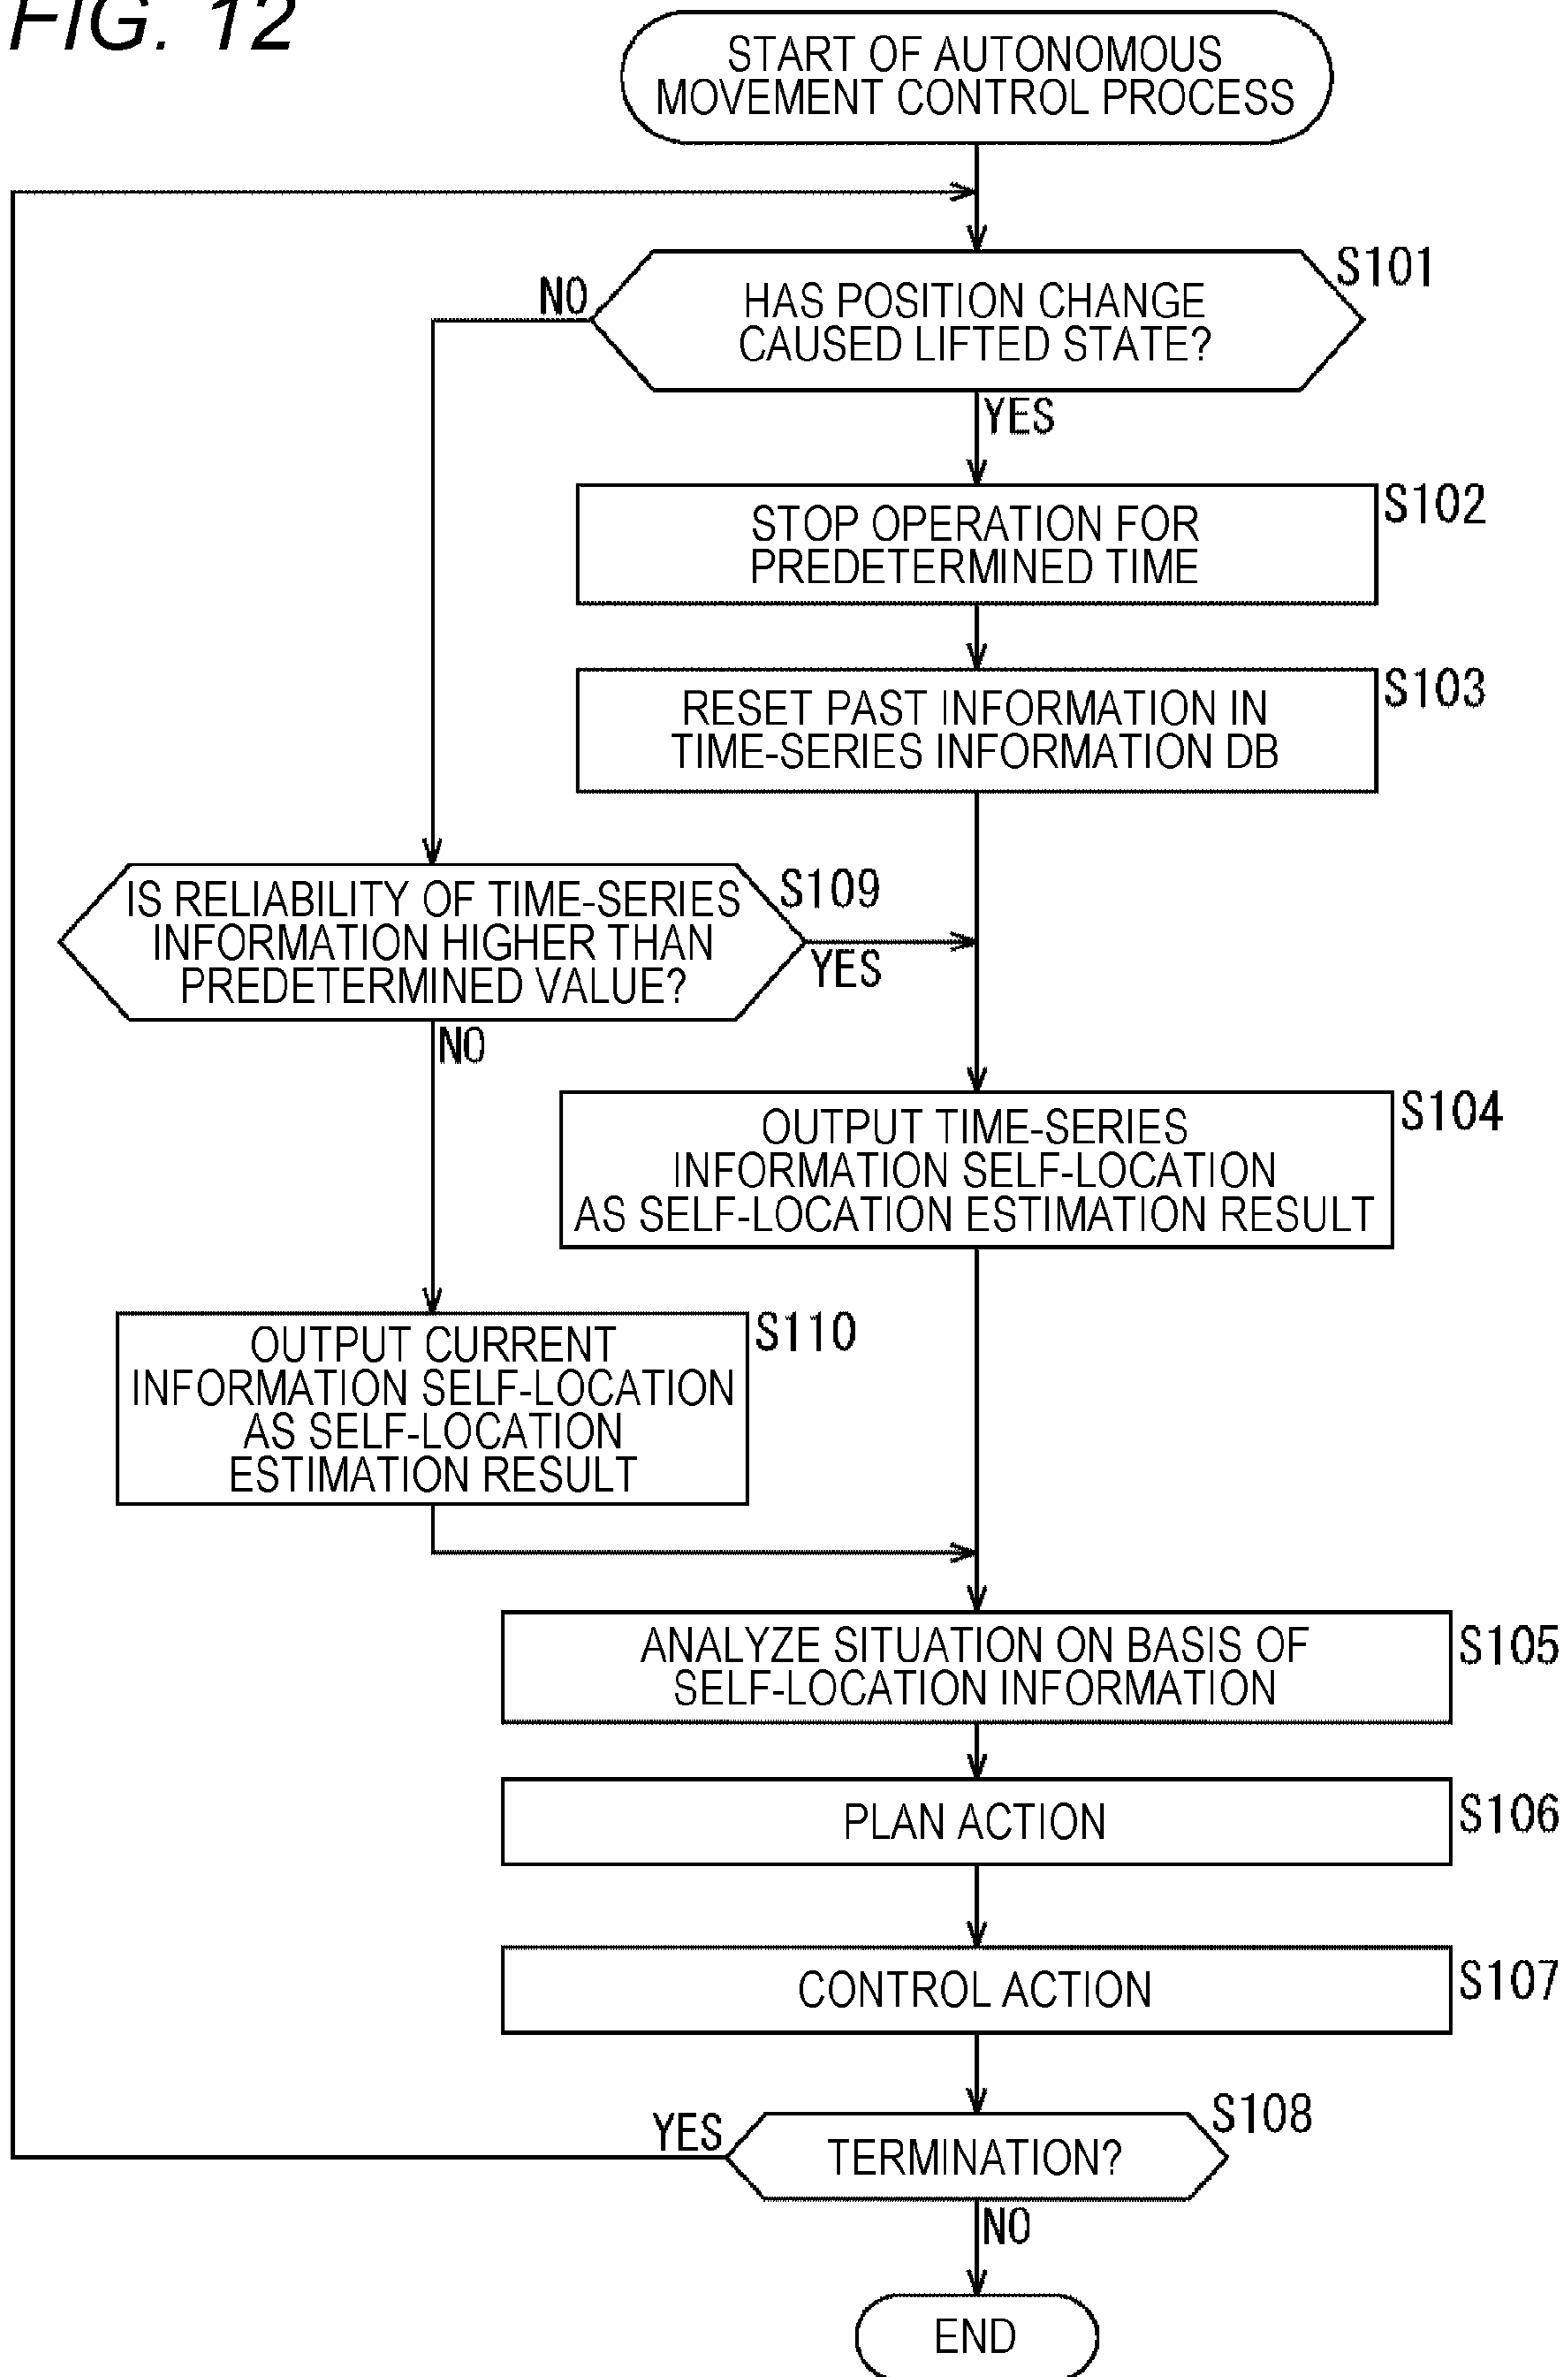 FIG. 12
START OF AUTONOMOUS
MOVEMENT CONTROL PROCESS
S101
NO
HAS POSITION CHANGE
CAUSED LIFTED STATE?
YES
S102
STOP OPERATION FOR
PREDETERMINED TIME
S103
RESET PAST INFORMATION IN
TIME-SERIES INFORMATION DB
S109
IS RELIABILITY OF TIME-SERIES
INFORMATION HIGHER THAN
PREDETERMINED VALUE?
YES
NO
S104
OUTPUT TIME-SERIES
INFORMATION SELF-LOCATION
AS SELF-LOCATION ESTIMATION RESULT
S110
OUTPUT CURRENT
INFORMATION SELF-LOCATION
AS SELF-LOCATION
ESTIMATION RESULT
S105
ANALYZE SITUATION ON BASIS OF
SELF-LOCATION INFORMATION
S106
PLAN ACTION
S107
CONTROL ACTION
S108
YES
TERMINATION?
NO
END